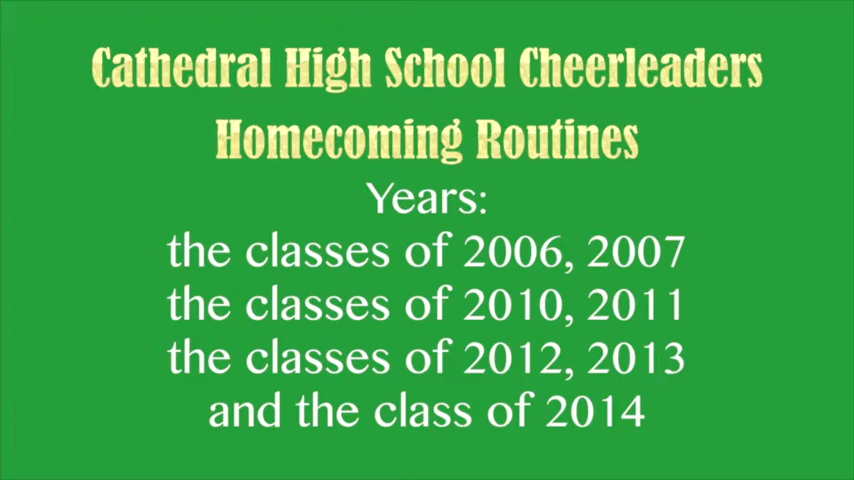 Cathedral High School Cheerleaders
Homecoming Routines
Years:
the classes of 2006, 2007
the classes of 2010, 2011
the classes of 2012, 2013
and the class of 2014